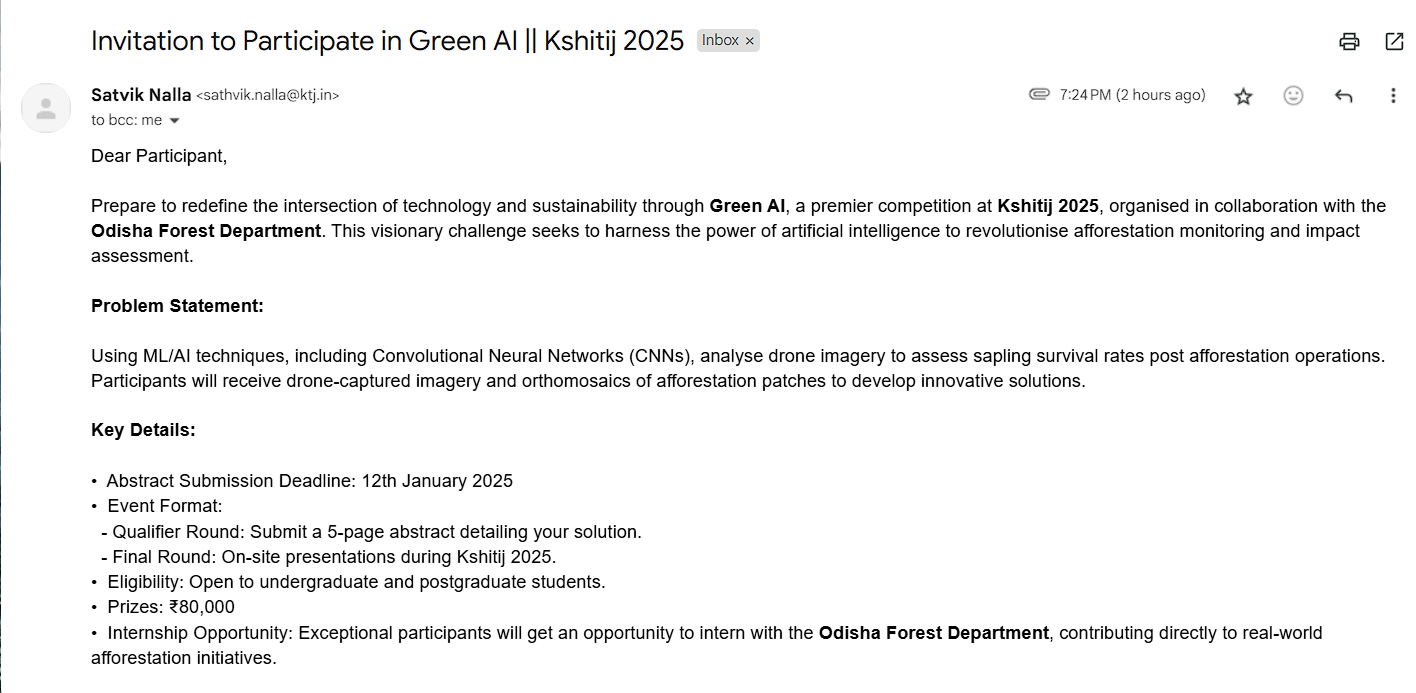 Invitation to Participate in Green AI || Kshitij 2025 Inbox ×
Satvik Nalla <sathvik.nalla@ktj.in> 7:24 PM (2 hours ago)
to bcc: me
Dear Participant,
Prepare to redefine the intersection of technology and sustainability through Green AI, a premier competition at Kshitij 2025, organised in collaboration with the
Odisha Forest Department. This visionary challenge seeks to harness the power of artificial intelligence to revolutionise afforestation monitoring and impact
assessment.
Problem Statement:
Using ML/AI techniques, including Convolutional Neural Networks (CNNs), analyse drone imagery to assess sapling survival rates post afforestation operations.
Participants will receive drone-captured imagery and orthomosaics of afforestation patches to develop innovative solutions.
Key Details:
• Abstract Submission Deadline: 12th January 2025
• Event Format:
- Qualifier Round: Submit a 5-page abstract detailing your solution.
- Final Round: On-site presentations during Kshitij 2025.
• Eligibility: Open to undergraduate and postgraduate students.
• Prizes: ₹80,000
• Internship Opportunity: Exceptional participants will get an opportunity to intern with the Odisha Forest Department, contributing directly to real-world
afforestation initiatives.